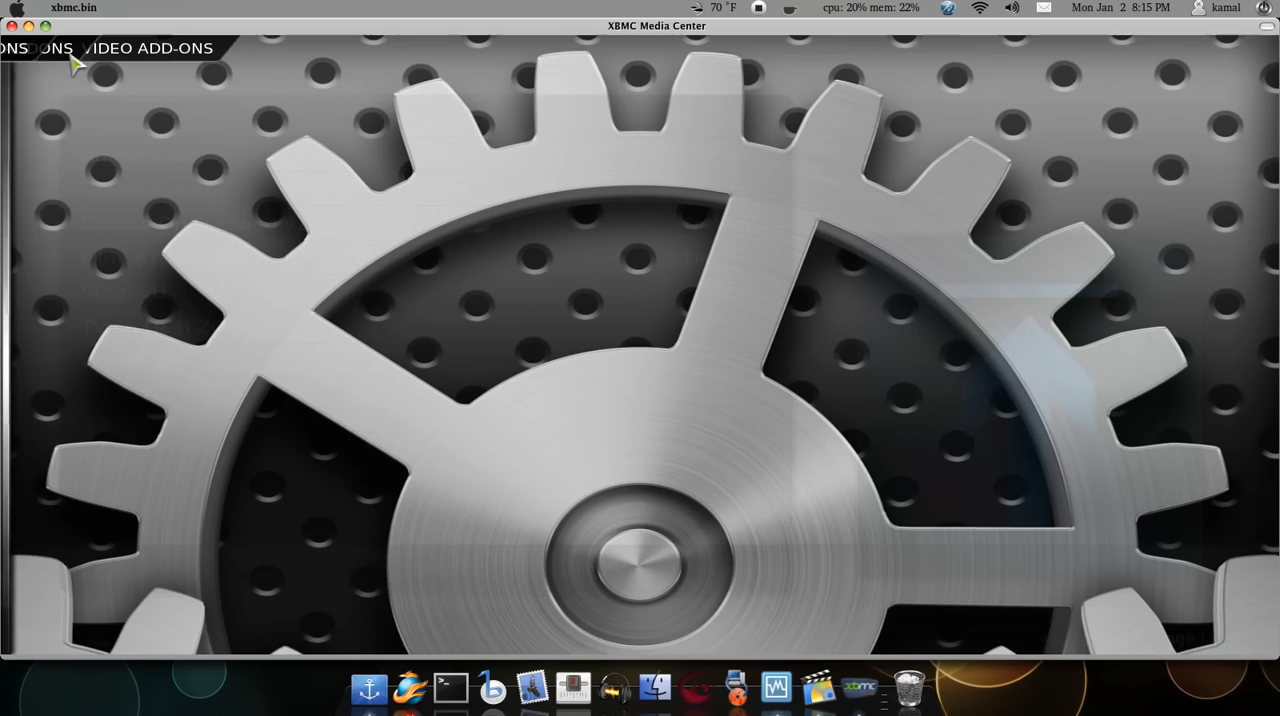 xbmc.bin 70 °F cpu: 20% mem: 22% Mon Jan 2 8:15 PM kamal
XBMC Media Center
ONS DONS VIDEO ADD-ONS
xbmc